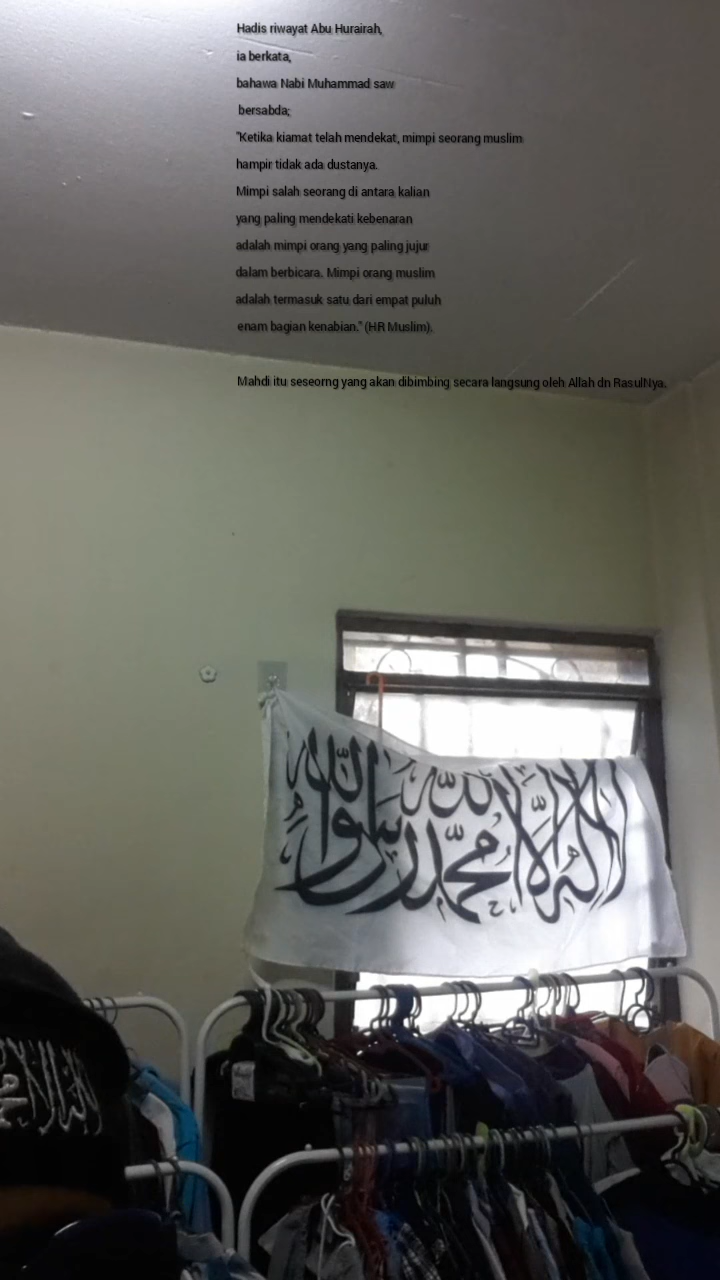 Hadis riwayat Abu Hurairah,
ia berkata,
bahawa Nabi Muhammad saw
bersabda;
"Ketika kiamat telah mendekat, mimpi seorang muslim
hampir tidak ada dustanya.
Mimpi salah seorang di antara kalian
yang paling mendekati kebenaran
adalah mimpi orang yang paling jujur
dalam berbicara. Mimpi orang muslim
adalah termasuk satu dari empat puluh
enam bagian kenabian." (HR Muslim).
Mahdi itu seseorng yang akan dibimbing secara langsung oleh Allah dn RasulNya.
لا إله إلا الله محمد رسول الله